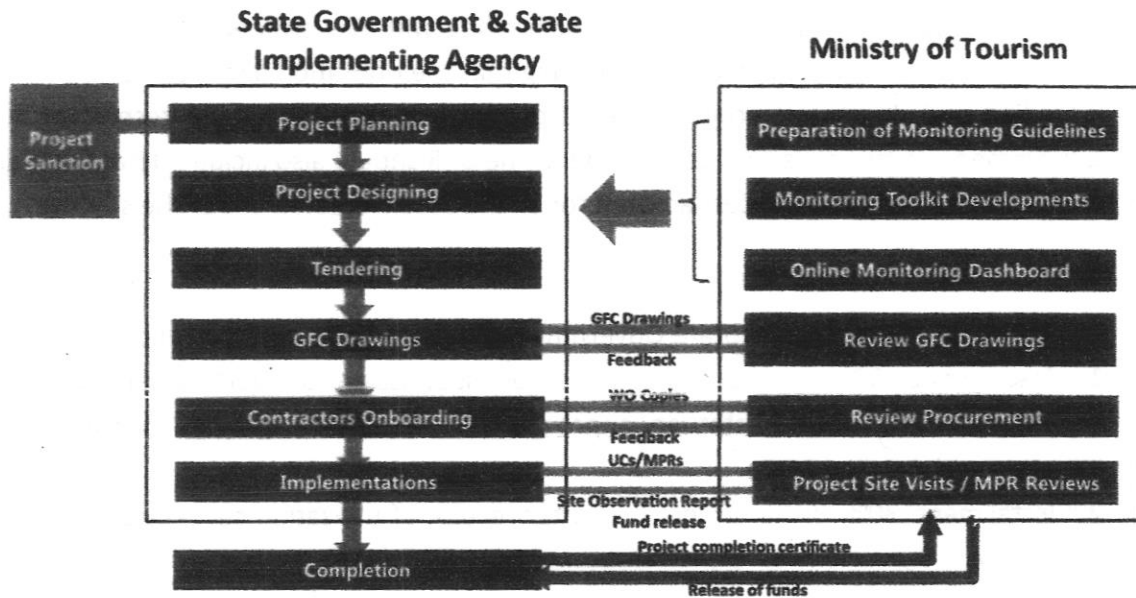 State Government & State
Implementing Agency
Ministry of Tourism
Project
Sanction
Project Planning
Project Designing
Tendering
GFC Drawings
Contractors Onboarding
Implementations
Completion
Preparation of Monitoring Guidelines
Monitoring Toolkit Developments
Online Monitoring Dashboard
Review GFC Drawings
Review Procurement
Project Site Visits / MPR Reviews
GFC Drawings
Feedback
WO Copies
Feedback
UCs/MPRs
Site Observation Report
Fund release
Project completion certificate
Release of funds